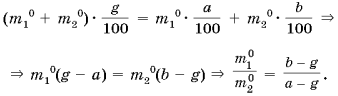 (m₁⁰ + m₂⁰) · g/100 = m₁⁰ · a/100 + m₂⁰ · b/100 ⇒
⇒ m₁⁰(g − a) = m₂⁰(b − g) ⇒ m₁⁰/m₂⁰ = (b − g)/(a − g).